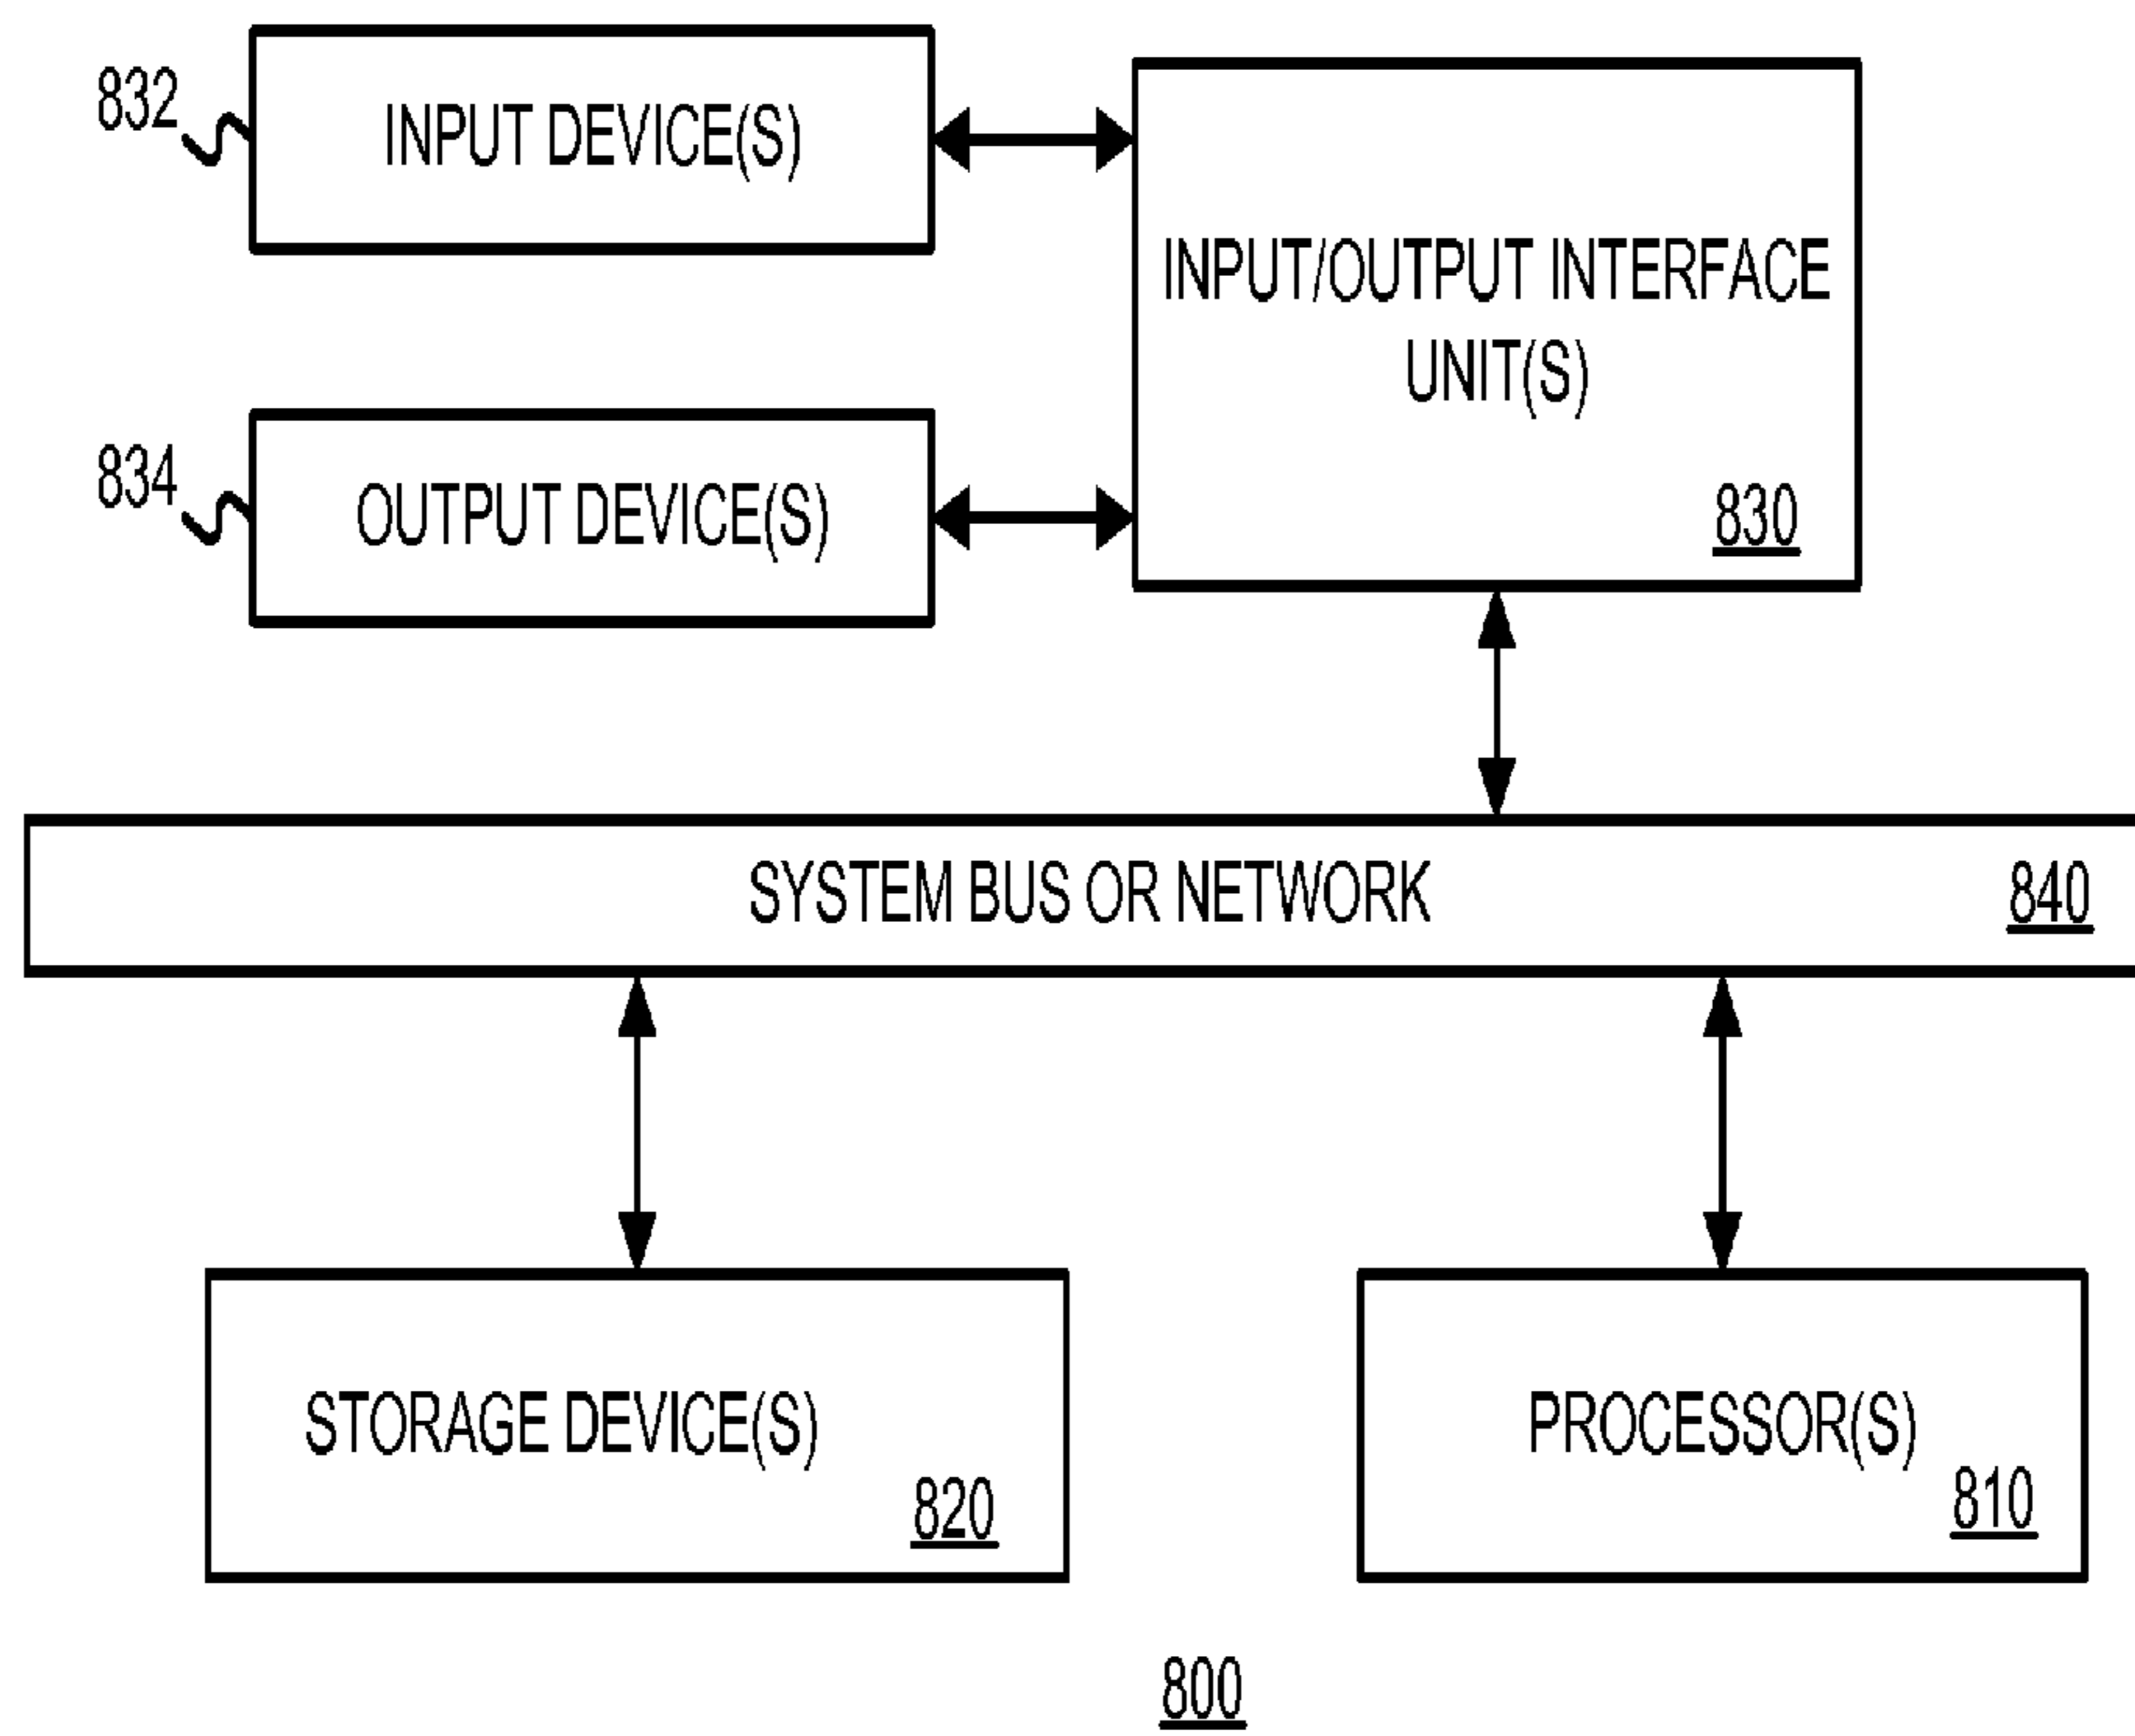 832
INPUT DEVICE(S)
INPUT/OUTPUT INTERFACE
UNIT(S)
834
OUTPUT DEVICE(S)
830
SYSTEM BUS OR NETWORK
840
STORAGE DEVICE(S)
820
PROCESSOR(S)
810
800